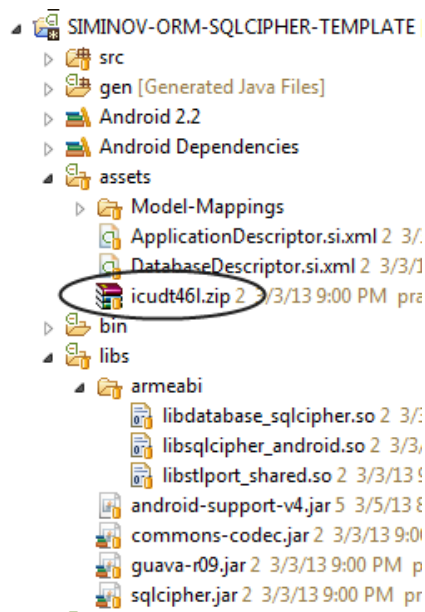 SIMINOV-ORM-SQLCIPHER-TEMPLATE
src
gen [Generated Java Files]
Android 2.2
Android Dependencies
assets
Model-Mappings
ApplicationDescriptor.si.xml 2 3/
DatabaseDescriptor.si.xml 2 3/3/1
icudt46l.zip 2 3/3/13 9:00 PM pra
bin
libs
armeabi
libdatabase_sqlcipher.so 2 3/3
libsqlcipher_android.so 2 3/3/
libstlport_shared.so 2 3/3/13 9
android-support-v4.jar 5 3/5/13 8
commons-codec.jar 2 3/3/13 9:00
guava-r09.jar 2 3/3/13 9:00 PM p
sqlcipher.jar 2 3/3/13 9:00 PM pr